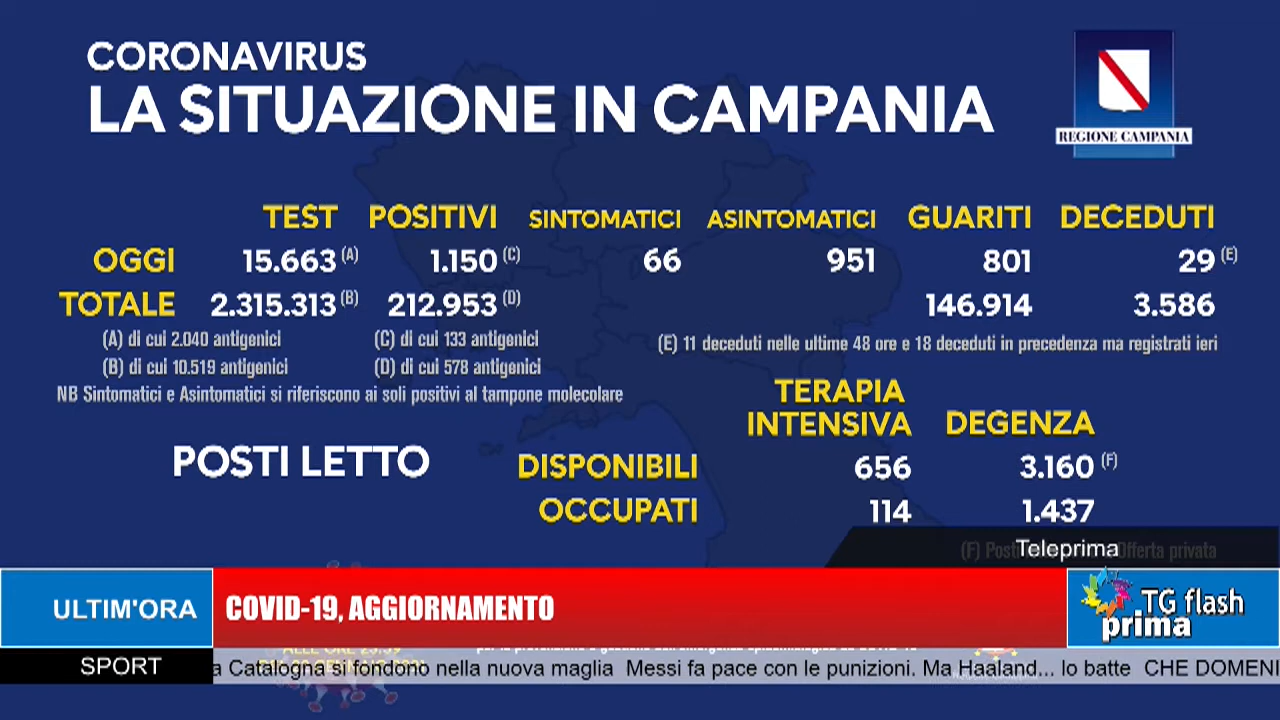 CORONAVIRUS
LA SITUAZIONE IN CAMPANIA
REGIONE CAMPANIA
TEST POSITIVI SINTOMATICI ASINTOMATICI GUARITI DECEDUTI
OGGI 15.663 (A) 1.150 (C) 66 951 801 29 (E)
TOTALE 2.315.313 (B) 212.953 (D) 146.914 3.586
(A) di cui 2.040 antigenici (C) di cui 133 antigenici (E) 11 deceduti nelle ultime 48 ore e 18 deceduti in precedenza ma registrati ieri
(B) di cui 10.519 antigenici (D) di cui 578 antigenici
NB Sintomatici e Asintomatici si riferiscono ai soli positivi al tampone molecolare
TERAPIA INTENSIVA DEGENZA
POSTI LETTO
DISPONIBILI 656 3.160 (F)
OCCUPATI 114 1.437
(F) Offerta privata
Teleprima
ULTIM'ORA COVID-19, AGGIORNAMENTO
TG flash
prima
SPORT a Catalogna si fondono nella nuova maglia Messi fa pace con le punizioni. Ma Haaland... lo batte CHE DOMENI